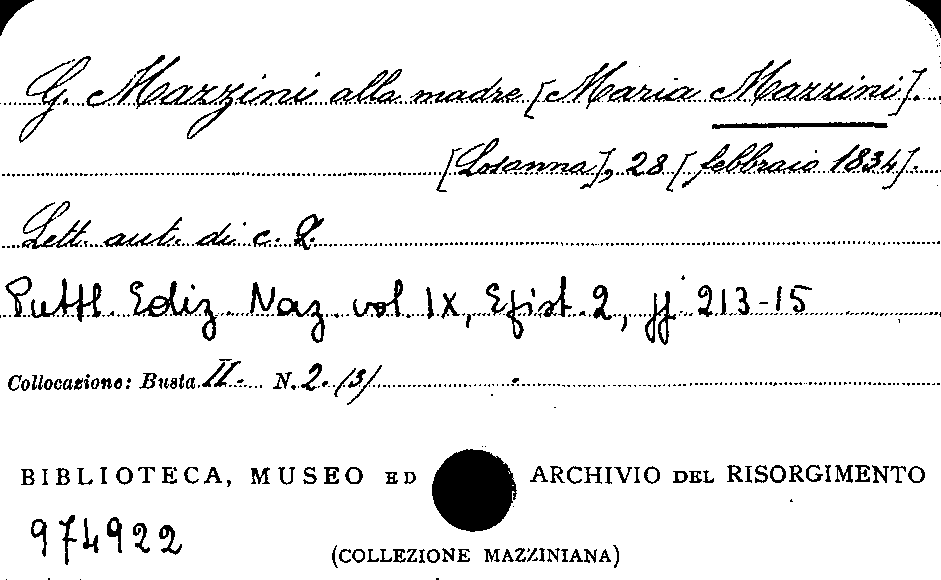 G. Mazzini alla madre [Maria Mazzini].
[Losanna], 28 [febbraio 1834].
Lett. aut. di c. 2.
Publl. Ediz. Naz. vol. IX, Epist. 2, pp. 213-15
Collocazione: Busta II. N. 2. (3)
BIBLIOTECA, MUSEO ED ARCHIVIO DEL RISORGIMENTO
974922
(COLLEZIONE MAZZINIANA)